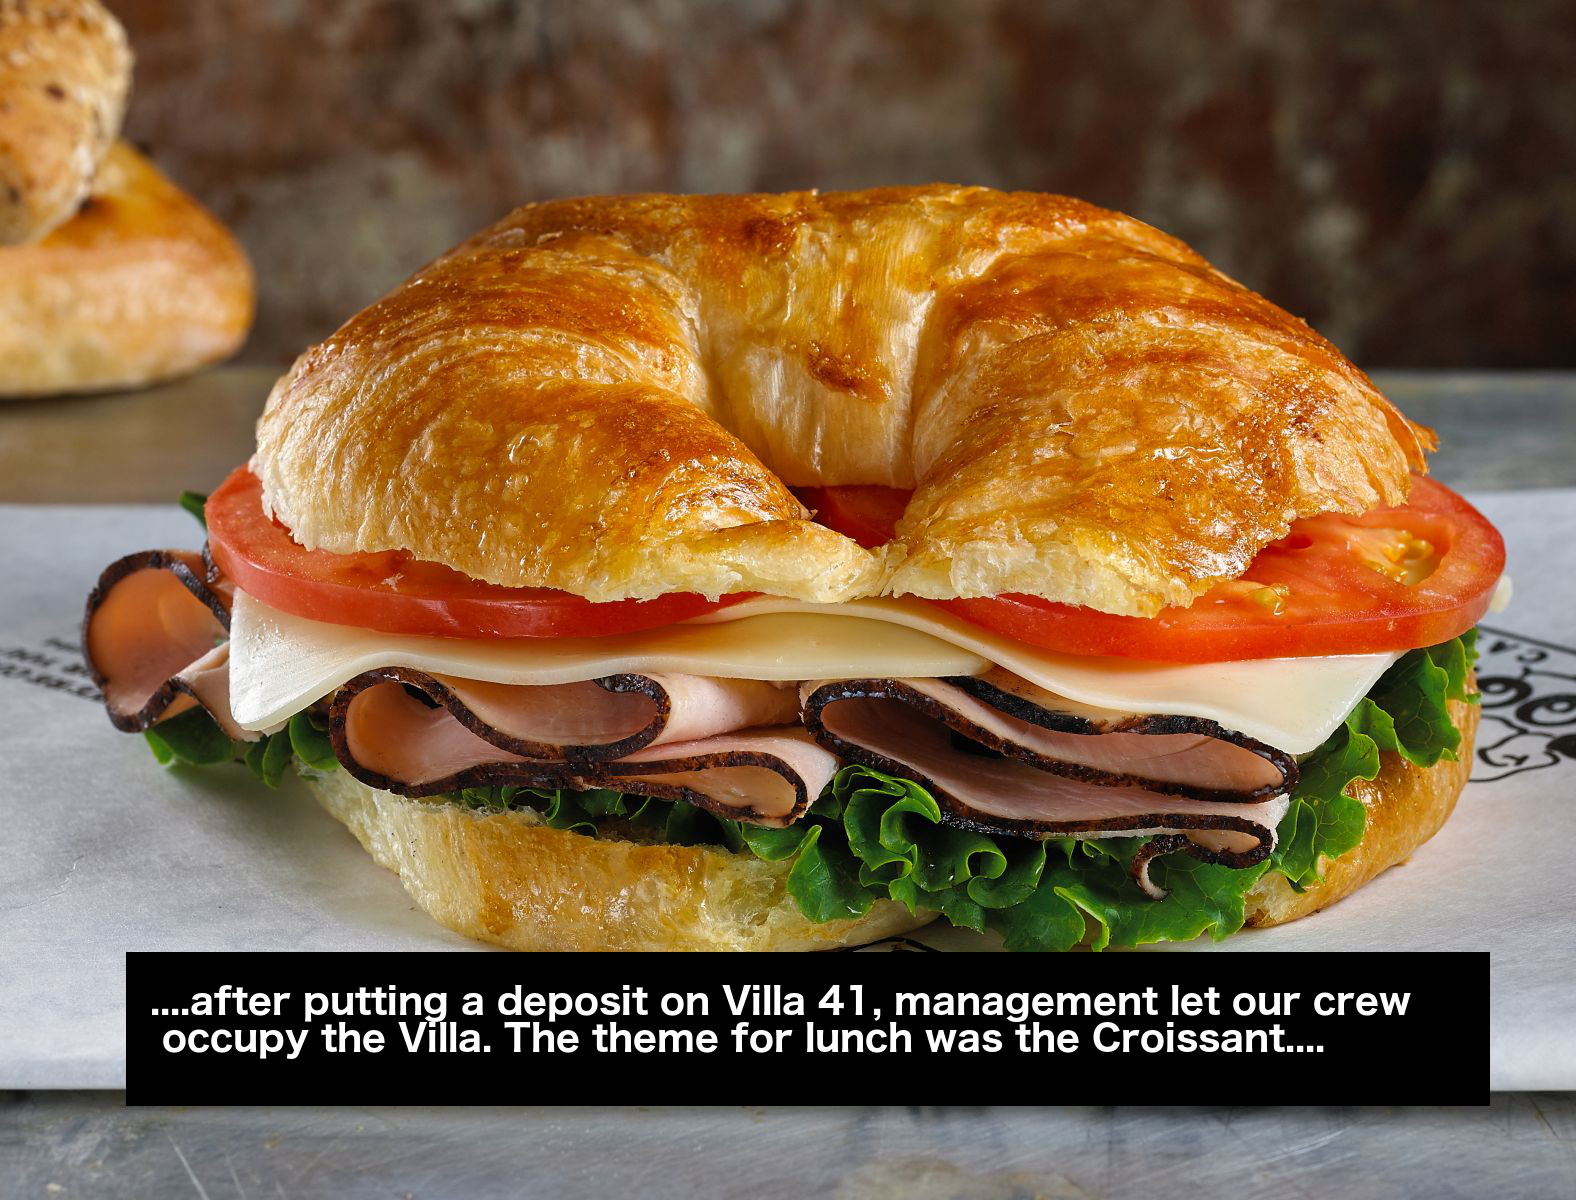 ....after putting a deposit on Villa 41, management let our crew
occupy the Villa. The theme for lunch was the Croissant....